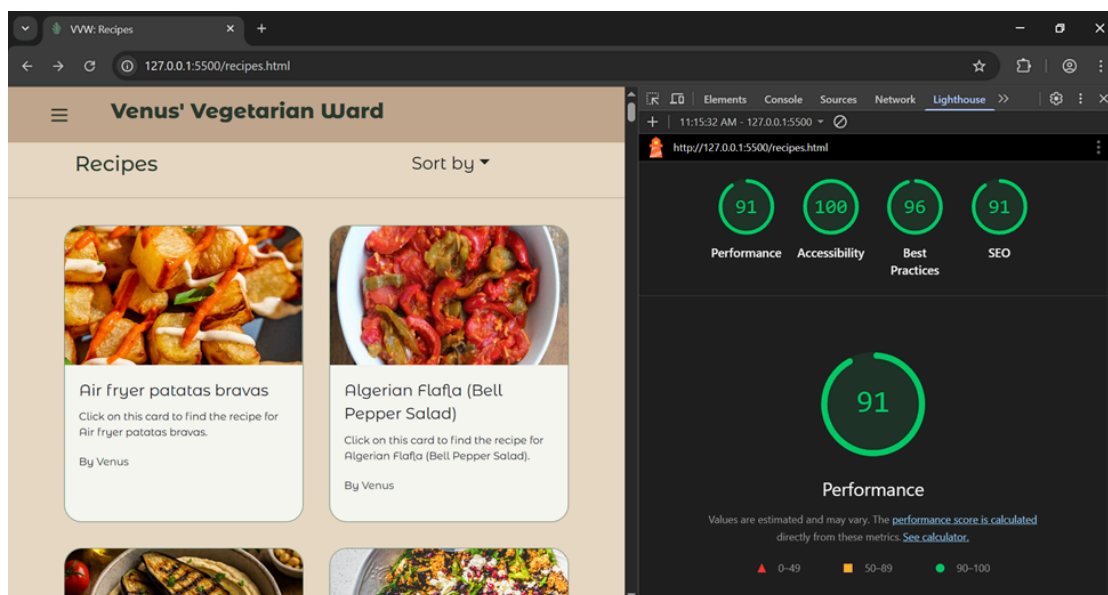 VVW: Recipes
127.0.0.1:5500/recipes.html
Venus' Vegetarian Ward
Recipes
Sort by
Air fryer patatas bravas
Click on this card to find the recipe for
Air fryer patatas bravas.
By Venus
Algerian Flafla (Bell
Pepper Salad)
Click on this card to find the recipe for
Algerian Flafla (Bell Pepper Salad).
By Venus
Elements Console Sources Network Lighthouse
11:15:32 AM - 127.0.0.1:5500
http://127.0.0.1:5500/recipes.html
91 100 96 91
Performance Accessibility Best SEO
Practices
91
Performance
Values are estimated and may vary. The performance score is calculated
directly from these metrics. See calculator.
0–49 50–89 90–100